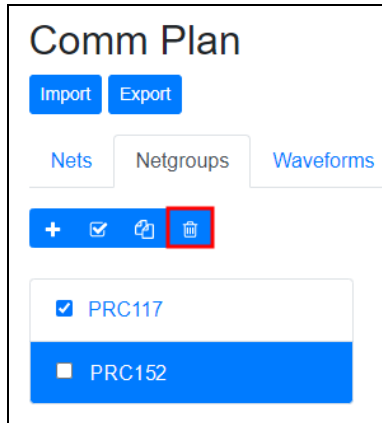 Comm Plan
Import Export
Nets Netgroups Waveforms
PRC117
PRC152